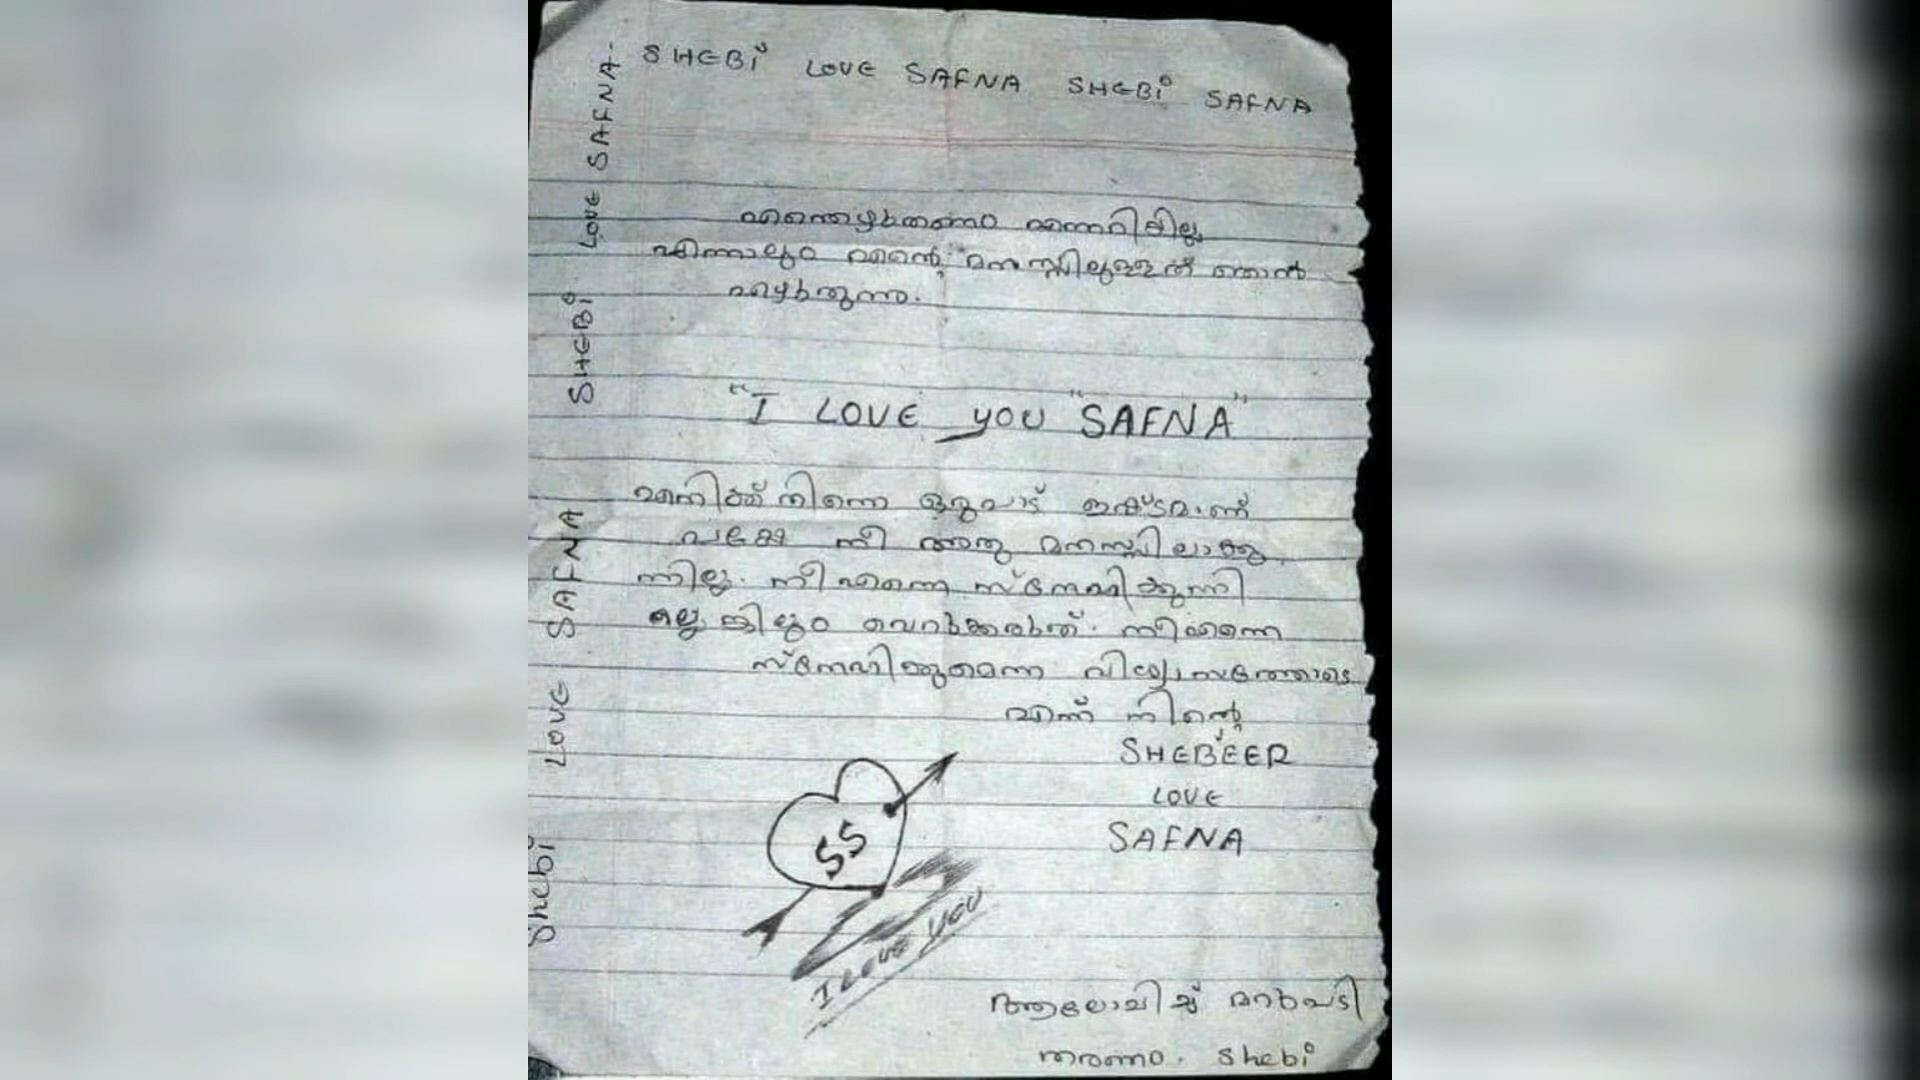 SHEBI LOVE SAFNA SHEBI SAFNA
SHEBI LOVE SAFNA
എന്തെഴുതണം എന്നറിയില്ല
എന്നാലും എന്റെ മനസ്സിലുള്ളത് ഞാൻ
എഴുതുന്നു.
"I LOVE YOU "SAFNA"
എനിക്ക് നിന്നെ ഒരുപാട് ഇഷ്ടമാണ്
പക്ഷേ നീ അതു മനസ്സിലാക്കു
ന്നില്ല. നീ എന്നെ സ്നേഹിക്കുന്നി
ല്ലെങ്കിലും വെറുക്കരുത്. നീ എന്നെ
സ്നേഹിക്കുമെന്ന വിശ്വാസത്തോടെ
എന്ന് നിന്റെ
SHEBEER
LOVE
SAFNA
Shebi LOVE SAFNA
SS
I LOVE YOU
ആലോചിച്ച് മറുപടി
തരണം. Shebi